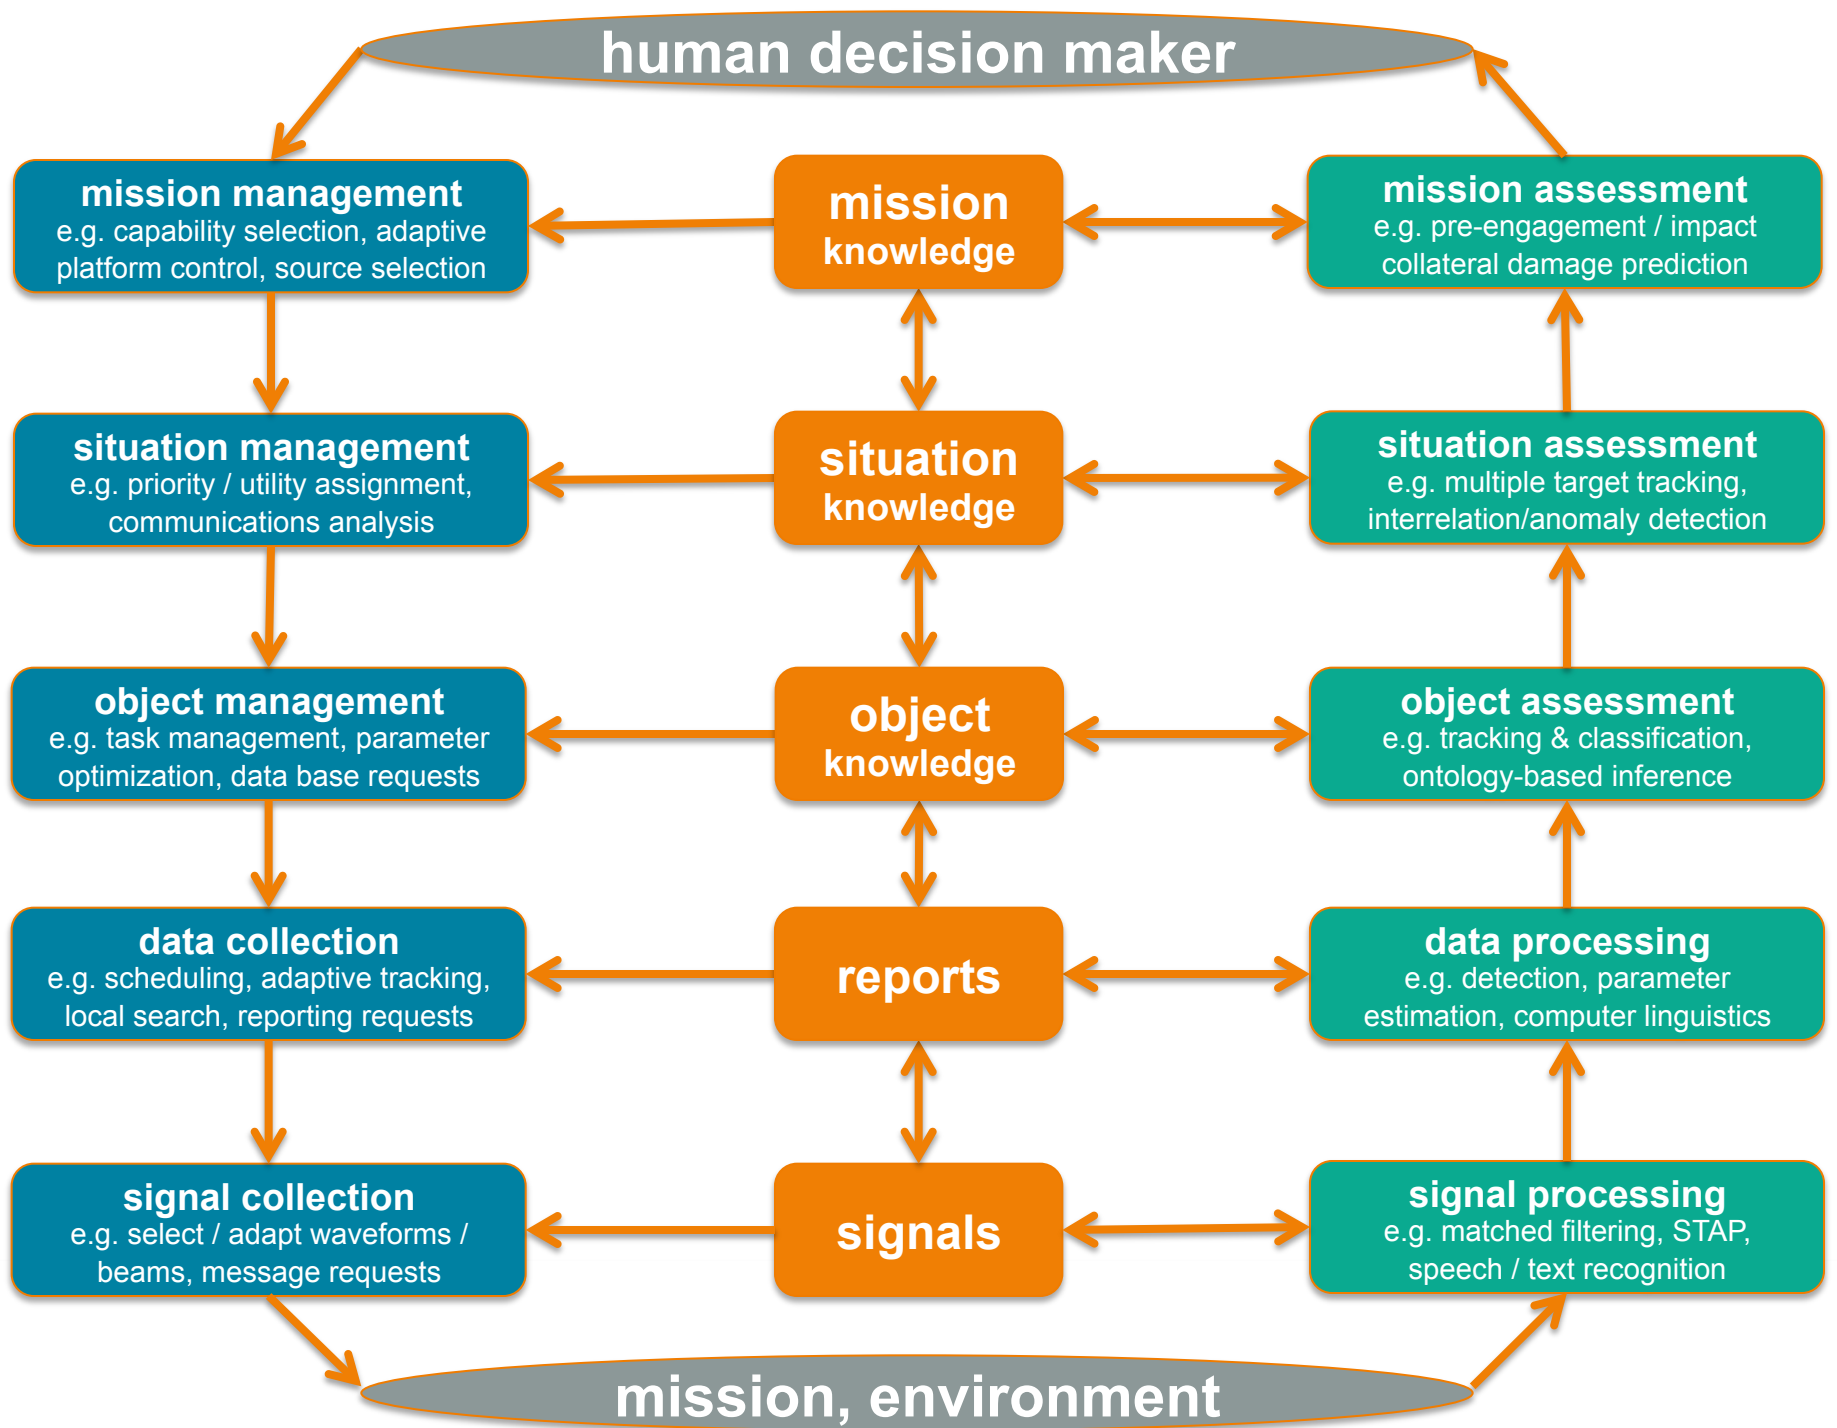 human decision maker
mission management
e.g. capability selection, adaptive
platform control, source selection
mission
knowledge
mission assessment
e.g. pre-engagement / impact
collateral damage prediction
situation management
e.g. priority / utility assignment,
communications analysis
situation
knowledge
situation assessment
e.g. multiple target tracking,
interrelation/anomaly detection
object management
e.g. task management, parameter
optimization, data base requests
object
knowledge
object assessment
e.g. tracking & classification,
ontology-based inference
data collection
e.g. scheduling, adaptive tracking,
local search, reporting requests
reports
data processing
e.g. detection, parameter
estimation, computer linguistics
signal collection
e.g. select / adapt waveforms /
beams, message requests
signals
signal processing
e.g. matched filtering, STAP,
speech / text recognition
mission, environment